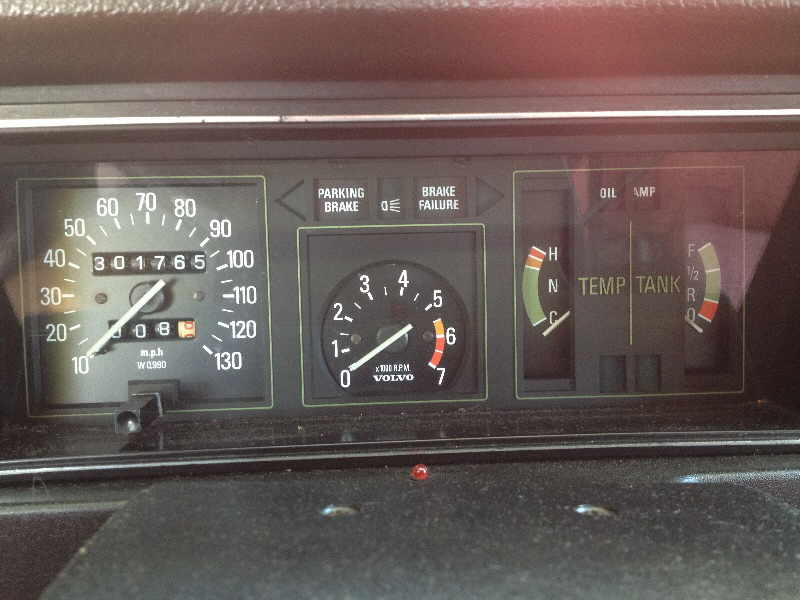 PARKING BRAKE
BRAKE FAILURE
OIL AMP
10 20 30 40 50 60 70 80 90 100 110 120 130
301765
m.p.h
W 0.990
0 1 2 3 4 5 6 7
x1000 R.P.M.
VOLVO
H
N
C
TEMP TANK
F
1/2
R
0